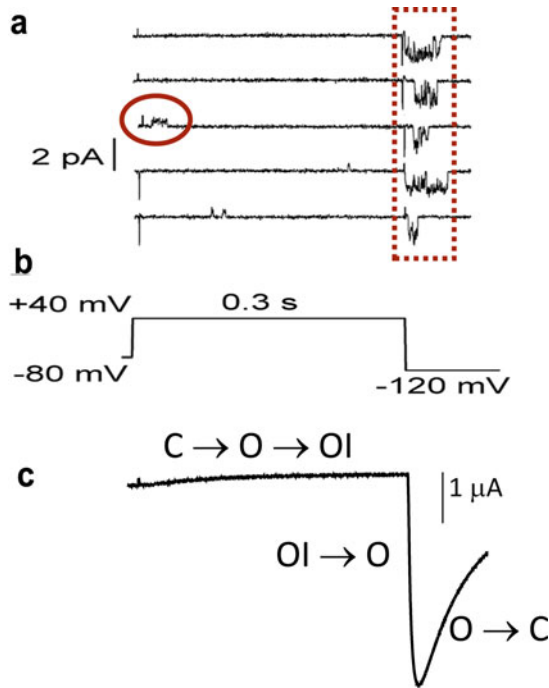 a
2 pA
b
+40 mV
0.3 s
-80 mV
-120 mV
C → O → OI
c
1 μA
OI → O
O → C